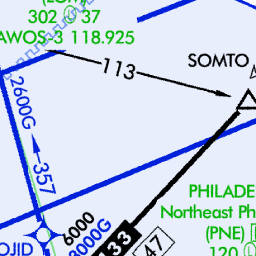 302 Ⓛ 37
AWOS-3 118.925
SOMTO
113
2600G
357
PHILADE
Northeast Ph
(PNE)
120
6000
8000G
OJID
33
47